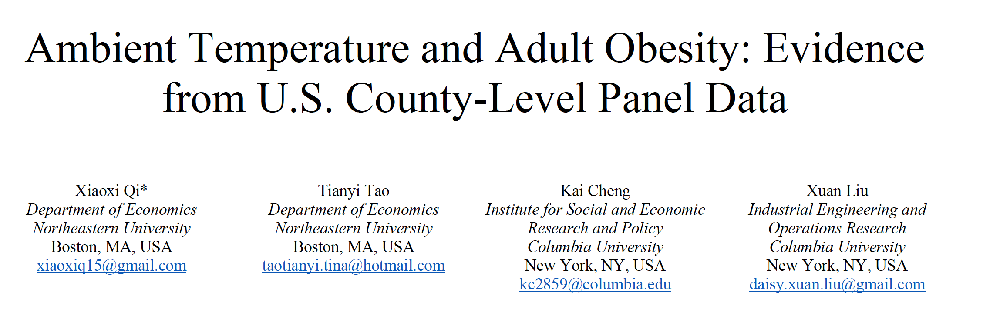 Ambient Temperature and Adult Obesity: Evidence
from U.S. County-Level Panel Data
Xiaoxi Qi*
Department of Economics
Northeastern University
Boston, MA, USA
xiaoxiq15@gmail.com
Tianyi Tao
Department of Economics
Northeastern University
Boston, MA, USA
taotianyi.tina@hotmail.com
Kai Cheng
Institute for Social and Economic
Research and Policy
Columbia University
New York, NY, USA
kc2859@columbia.edu
Xuan Liu
Industrial Engineering and
Operations Research
Columbia University
New York, NY, USA
daisy.xuan.liu@gmail.com